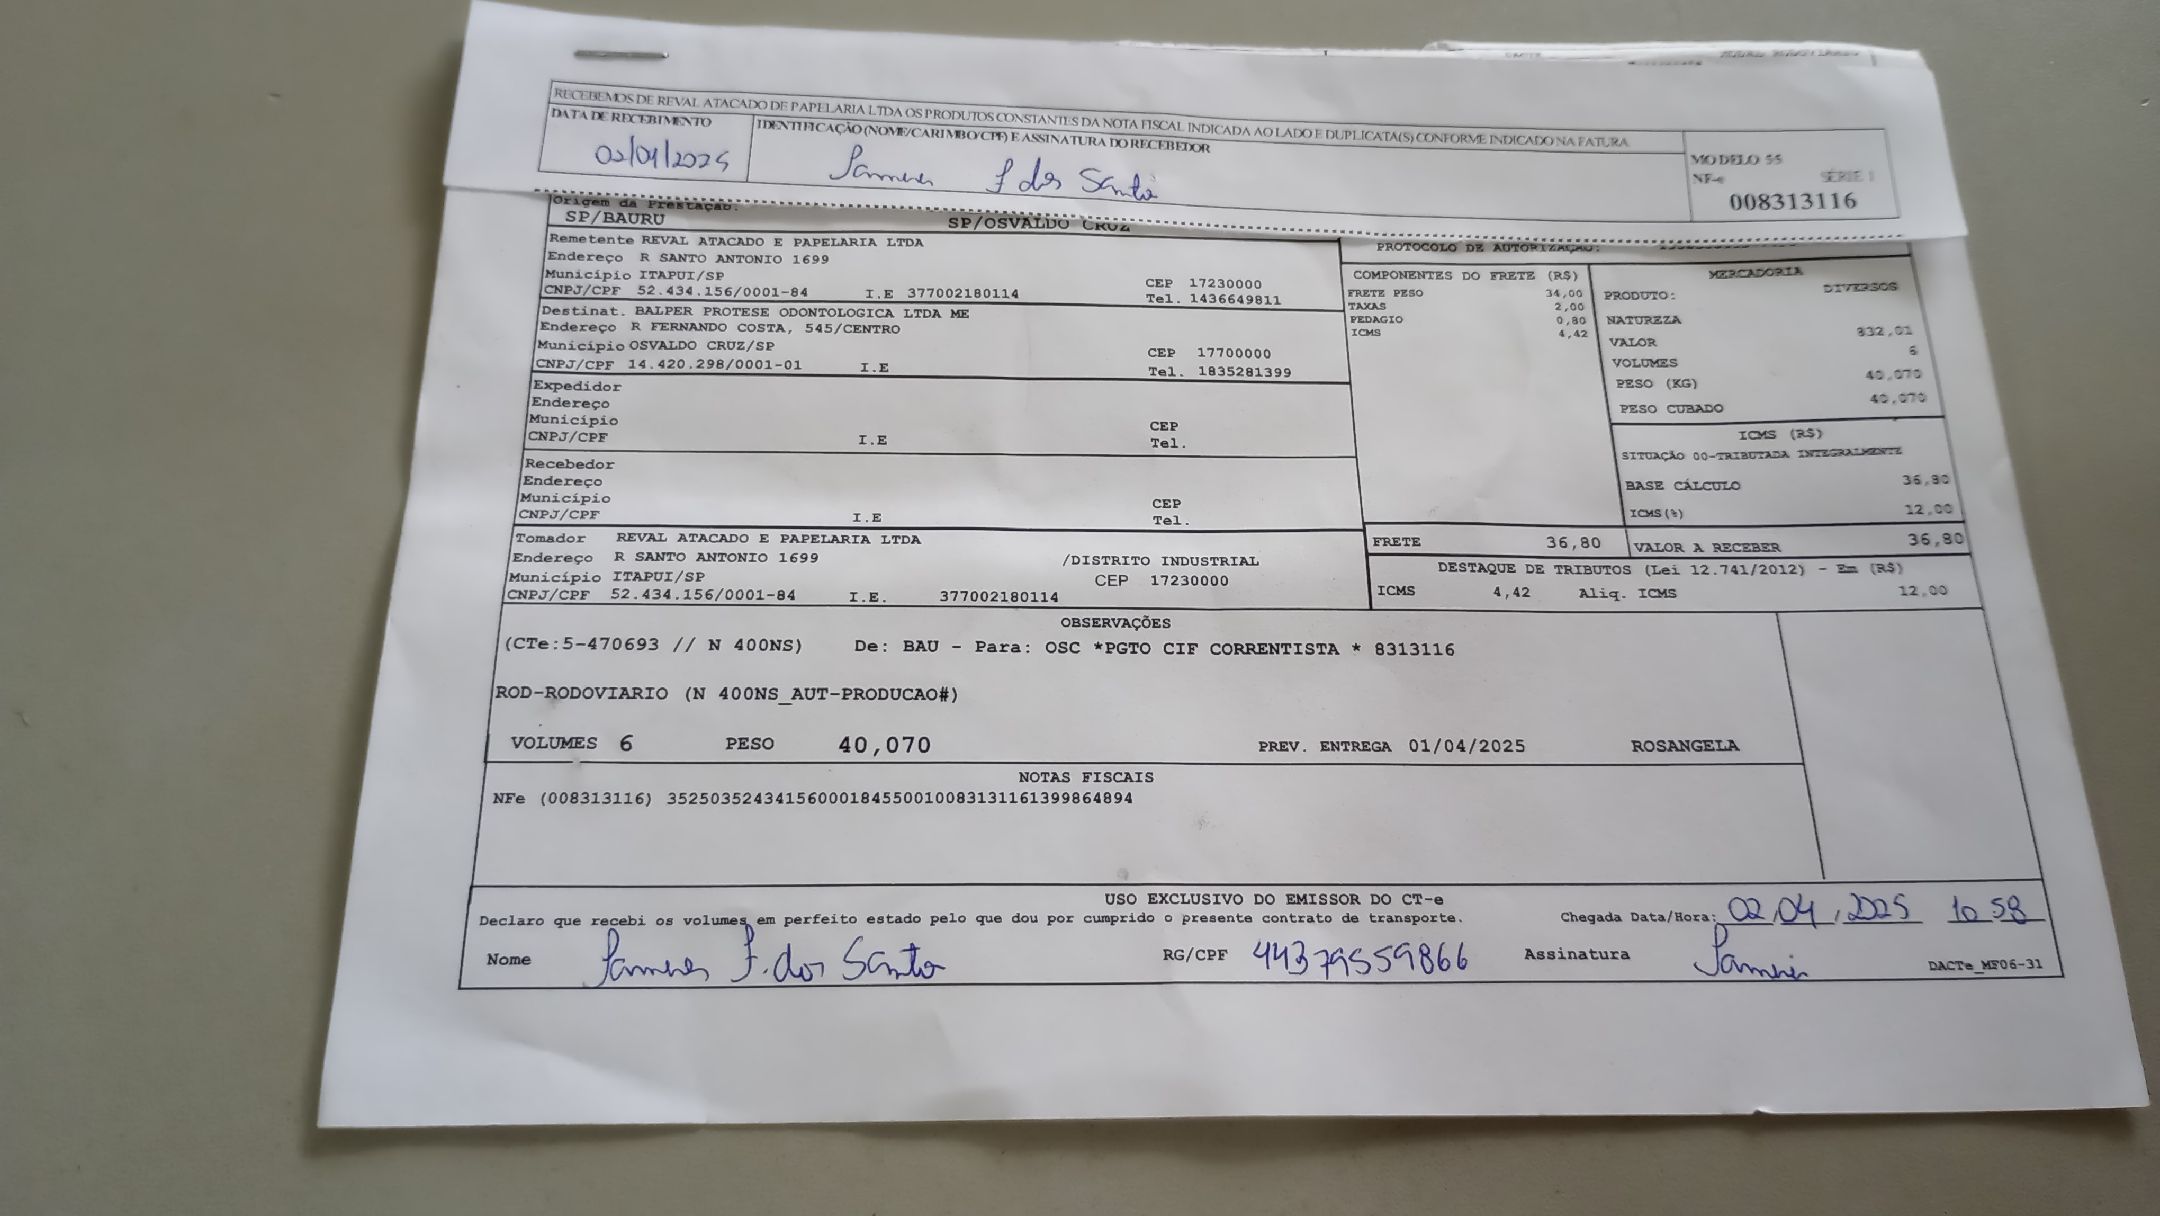 RECEBEMOS DE REVAL ATACADO DE PAPELARIA LTDA OS PRODUTOS CONSTANTES DA NOTA FISCAL INDICADA AO LADO E DUPLICATA(S) CONFORME INDICADO NA FATURA
DATA DE RECEBIMENTO
IDENTIFICAÇÃO (NOME/CARIMBO/CPF) E ASSINATURA DO RECEBEDOR
02/04/2025
F dos Santo
MODELO 55
NF-e SÉRIE 1
008313116
Origem da Prestação:
SP/BAURU SP/OSVALDO CRUZ
Remetente REVAL ATACADO E PAPELARIA LTDA
Endereço R SANTO ANTONIO 1699
Município ITAPUI/SP CEP 17230000
CNPJ/CPF 52.434.156/0001-84 I.E 377002180114 Tel. 1436649811
Destinat. BALPER PROTESE ODONTOLOGICA LTDA ME
Endereço R FERNANDO COSTA, 545/CENTRO
Município OSVALDO CRUZ/SP CEP 17700000
CNPJ/CPF 14.420.298/0001-01 I.E Tel. 1835281399
Expedidor
Endereço
Município CEP
CNPJ/CPF I.E Tel.
Recebedor
Endereço
Município CEP
CNPJ/CPF I.E Tel.
Tomador REVAL ATACADO E PAPELARIA LTDA
Endereço R SANTO ANTONIO 1699 /DISTRITO INDUSTRIAL
Município ITAPUI/SP CEP 17230000
CNPJ/CPF 52.434.156/0001-84 I.E. 377002180114
PROTOCOLO DE AUTORIZAÇÃO:
COMPONENTES DO FRETE (R$)
FRETE PESO 34,00
TAXAS 2,00
PEDAGIO 0,80
ICMS 4,42
MERCADORIA
PRODUTO: DIVERSOS
NATUREZA
VALOR 832,01
VOLUMES 6
PESO (KG) 40,070
PESO CUBADO 40,070
ICMS (R$)
SITUAÇÃO 00-TRIBUTADA INTEGRALMENTE
BASE CÁLCULO 36,80
ICMS(%) 12,00
FRETE 36,80 VALOR A RECEBER 36,80
DESTAQUE DE TRIBUTOS (Lei 12.741/2012) - Em (R$)
ICMS 4,42 Aliq. ICMS 12,00
OBSERVAÇÕES
(CTe:5-470693 // N 400NS) De: BAU - Para: OSC *PGTO CIF CORRENTISTA * 8313116
ROD-RODOVIARIO (N 400NS_AUT-PRODUCAO#)
VOLUMES 6 PESO 40,070 PREV. ENTREGA 01/04/2025 ROSANGELA
NOTAS FISCAIS
NFe (008313116) 35250352434156000184550010083131161399864894
USO EXCLUSIVO DO EMISSOR DO CT-e
Declaro que recebi os volumes em perfeito estado pelo que dou por cumprido o presente contrato de transporte. Chegada Data/Hora: 02/04/2025 10 58
Nome F. dos Santo RG/CPF 44379559866 Assinatura DACTe_MF06-31